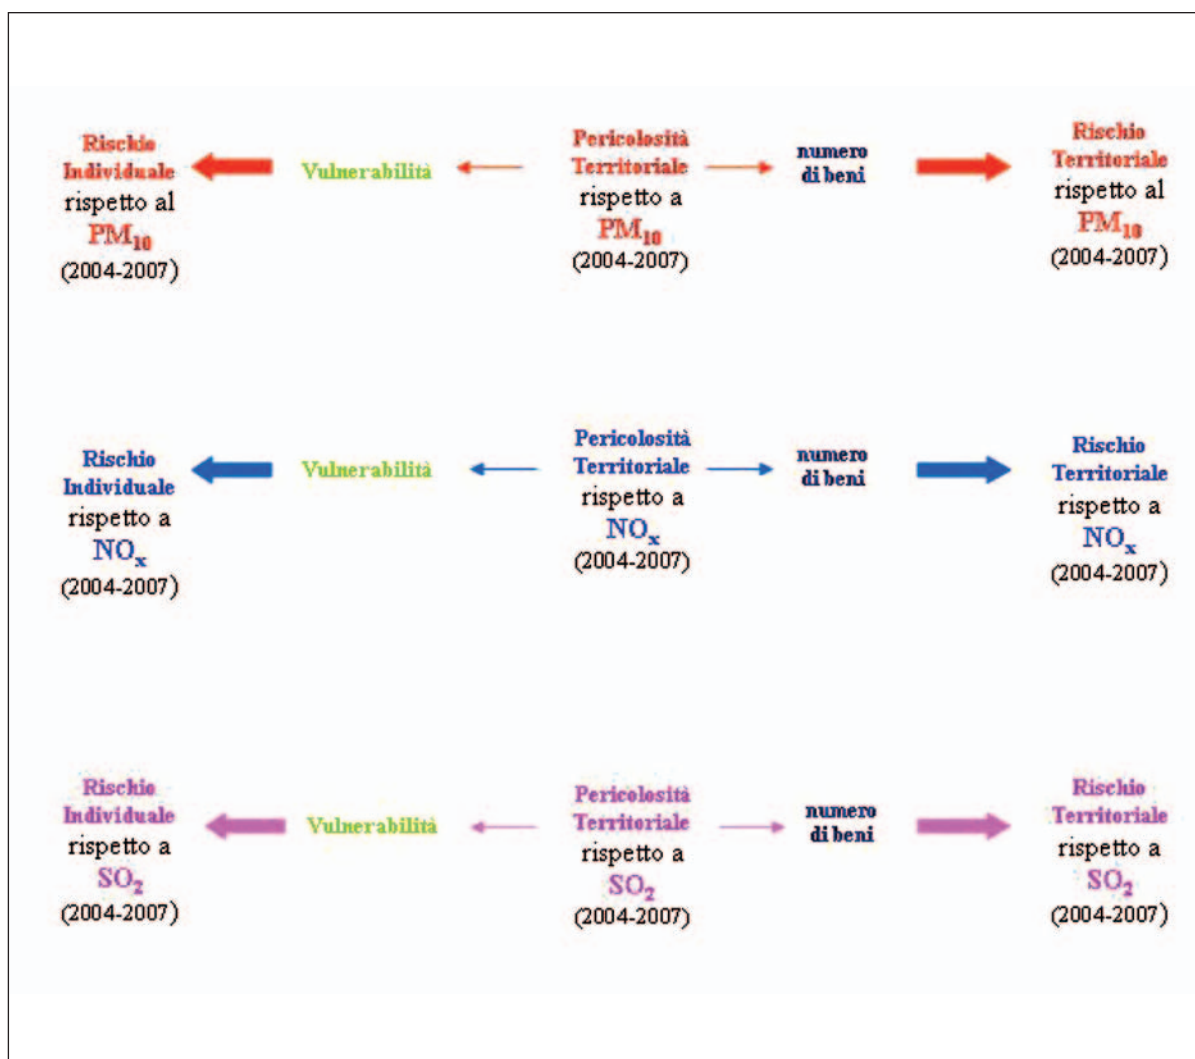 Rischio
Individuale
rispetto al
PM₁₀
(2004-2007)
Vulnerabilità
Pericolosità
Territoriale
rispetto a
PM₁₀
(2004-2007)
numero
di beni
Rischio
Territoriale
rispetto al
PM₁₀
(2004-2007)
Rischio
Individuale
rispetto a
NOₓ
(2004-2007)
Vulnerabilità
Pericolosità
Territoriale
rispetto a
NOₓ
(2004-2007)
numero
di beni
Rischio
Territoriale
rispetto a
NOₓ
(2004-2007)
Rischio
Individuale
rispetto a
SO₂
(2004-2007)
Vulnerabilità
Pericolosità
Territoriale
rispetto a
SO₂
(2004-2007)
numero
di beni
Rischio
Territoriale
rispetto a
SO₂
(2004-2007)